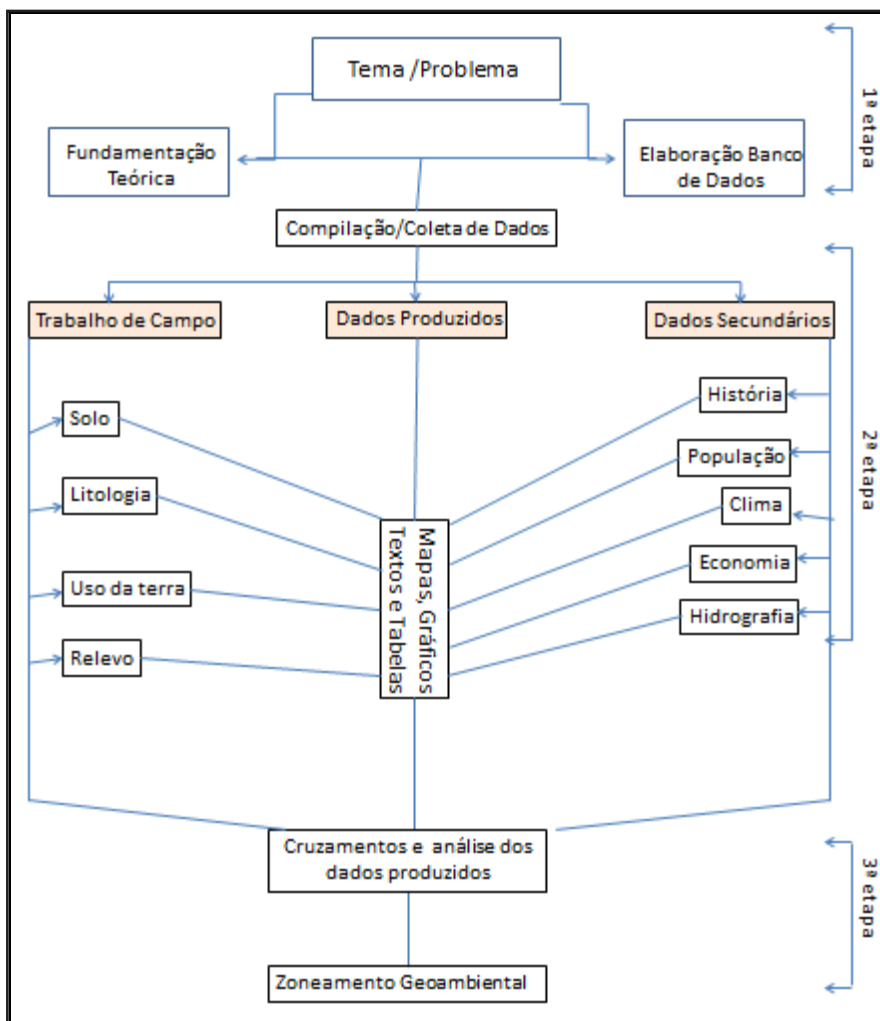 Tema /Problema
1ª etapa
Fundamentação
Teórica
Elaboração Banco
de Dados
Compilação/Coleta de Dados
2ª etapa
Trabalho de Campo
Dados Produzidos
Dados Secundários
Solo
Litologia
Uso da terra
Relevo
Mapas, Gráficos
Textos e Tabelas
História
População
Clima
Economia
Hidrografia
3ª etapa
Cruzamentos e análise dos
dados produzidos
Zoneamento Geoambiental